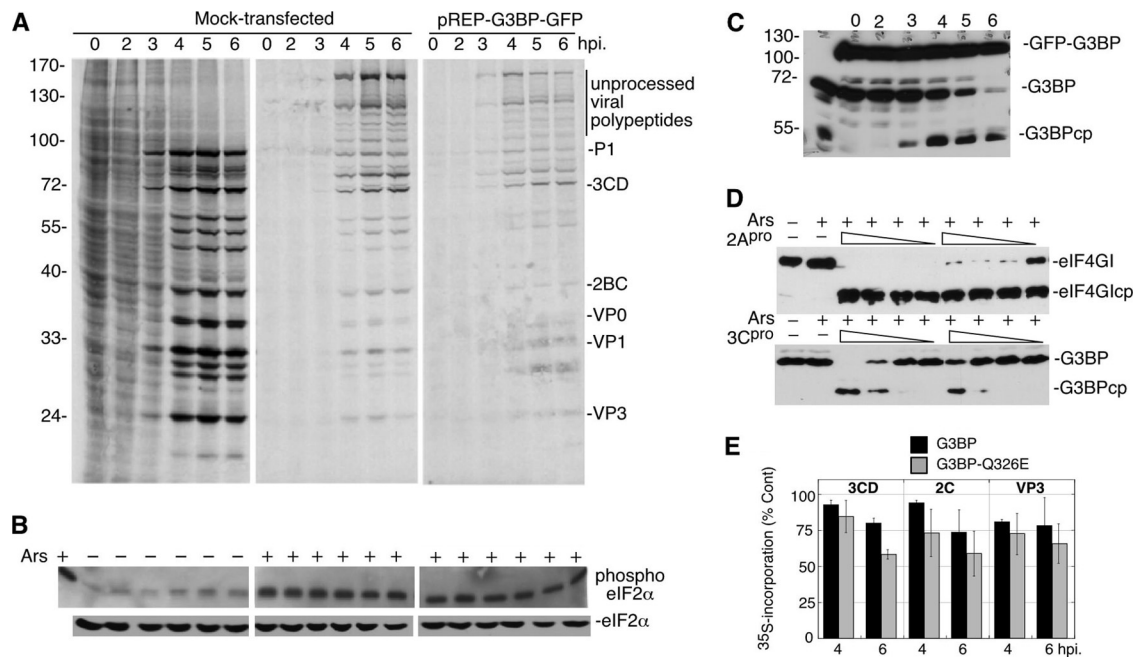 A
Mock-transfected
pREP-G3BP-GFP
0 2 3 4 5 6 0 2 3 4 5 6 0 2 3 4 5 6 hpi.
170-
130-
100-
72-
55-
40-
33-
24-
unprocessed
viral
polypeptides
-P1
-3CD
-2BC
-VP0
-VP1
-VP3
B
Ars + – – – – – – + + + + + + + + + + + +
phospho
eIF2α
-eIF2α
C
0 2 3 4 5 6
130-
100-
72-
55-
-GFP-G3BP
-G3BP
-G3BPcp
D
Ars – + + + + + + + + +
2Apro – –
-eIF4GI
-eIF4GIcp
Ars – + + + + + + + + +
3Cpro – –
-G3BP
-G3BPcp
E
G3BP
G3BP-Q326E
35S-incorporation (% Cont)
100
75
50
25
0
3CD 2C VP3
4 6 4 6 4 6 hpi.